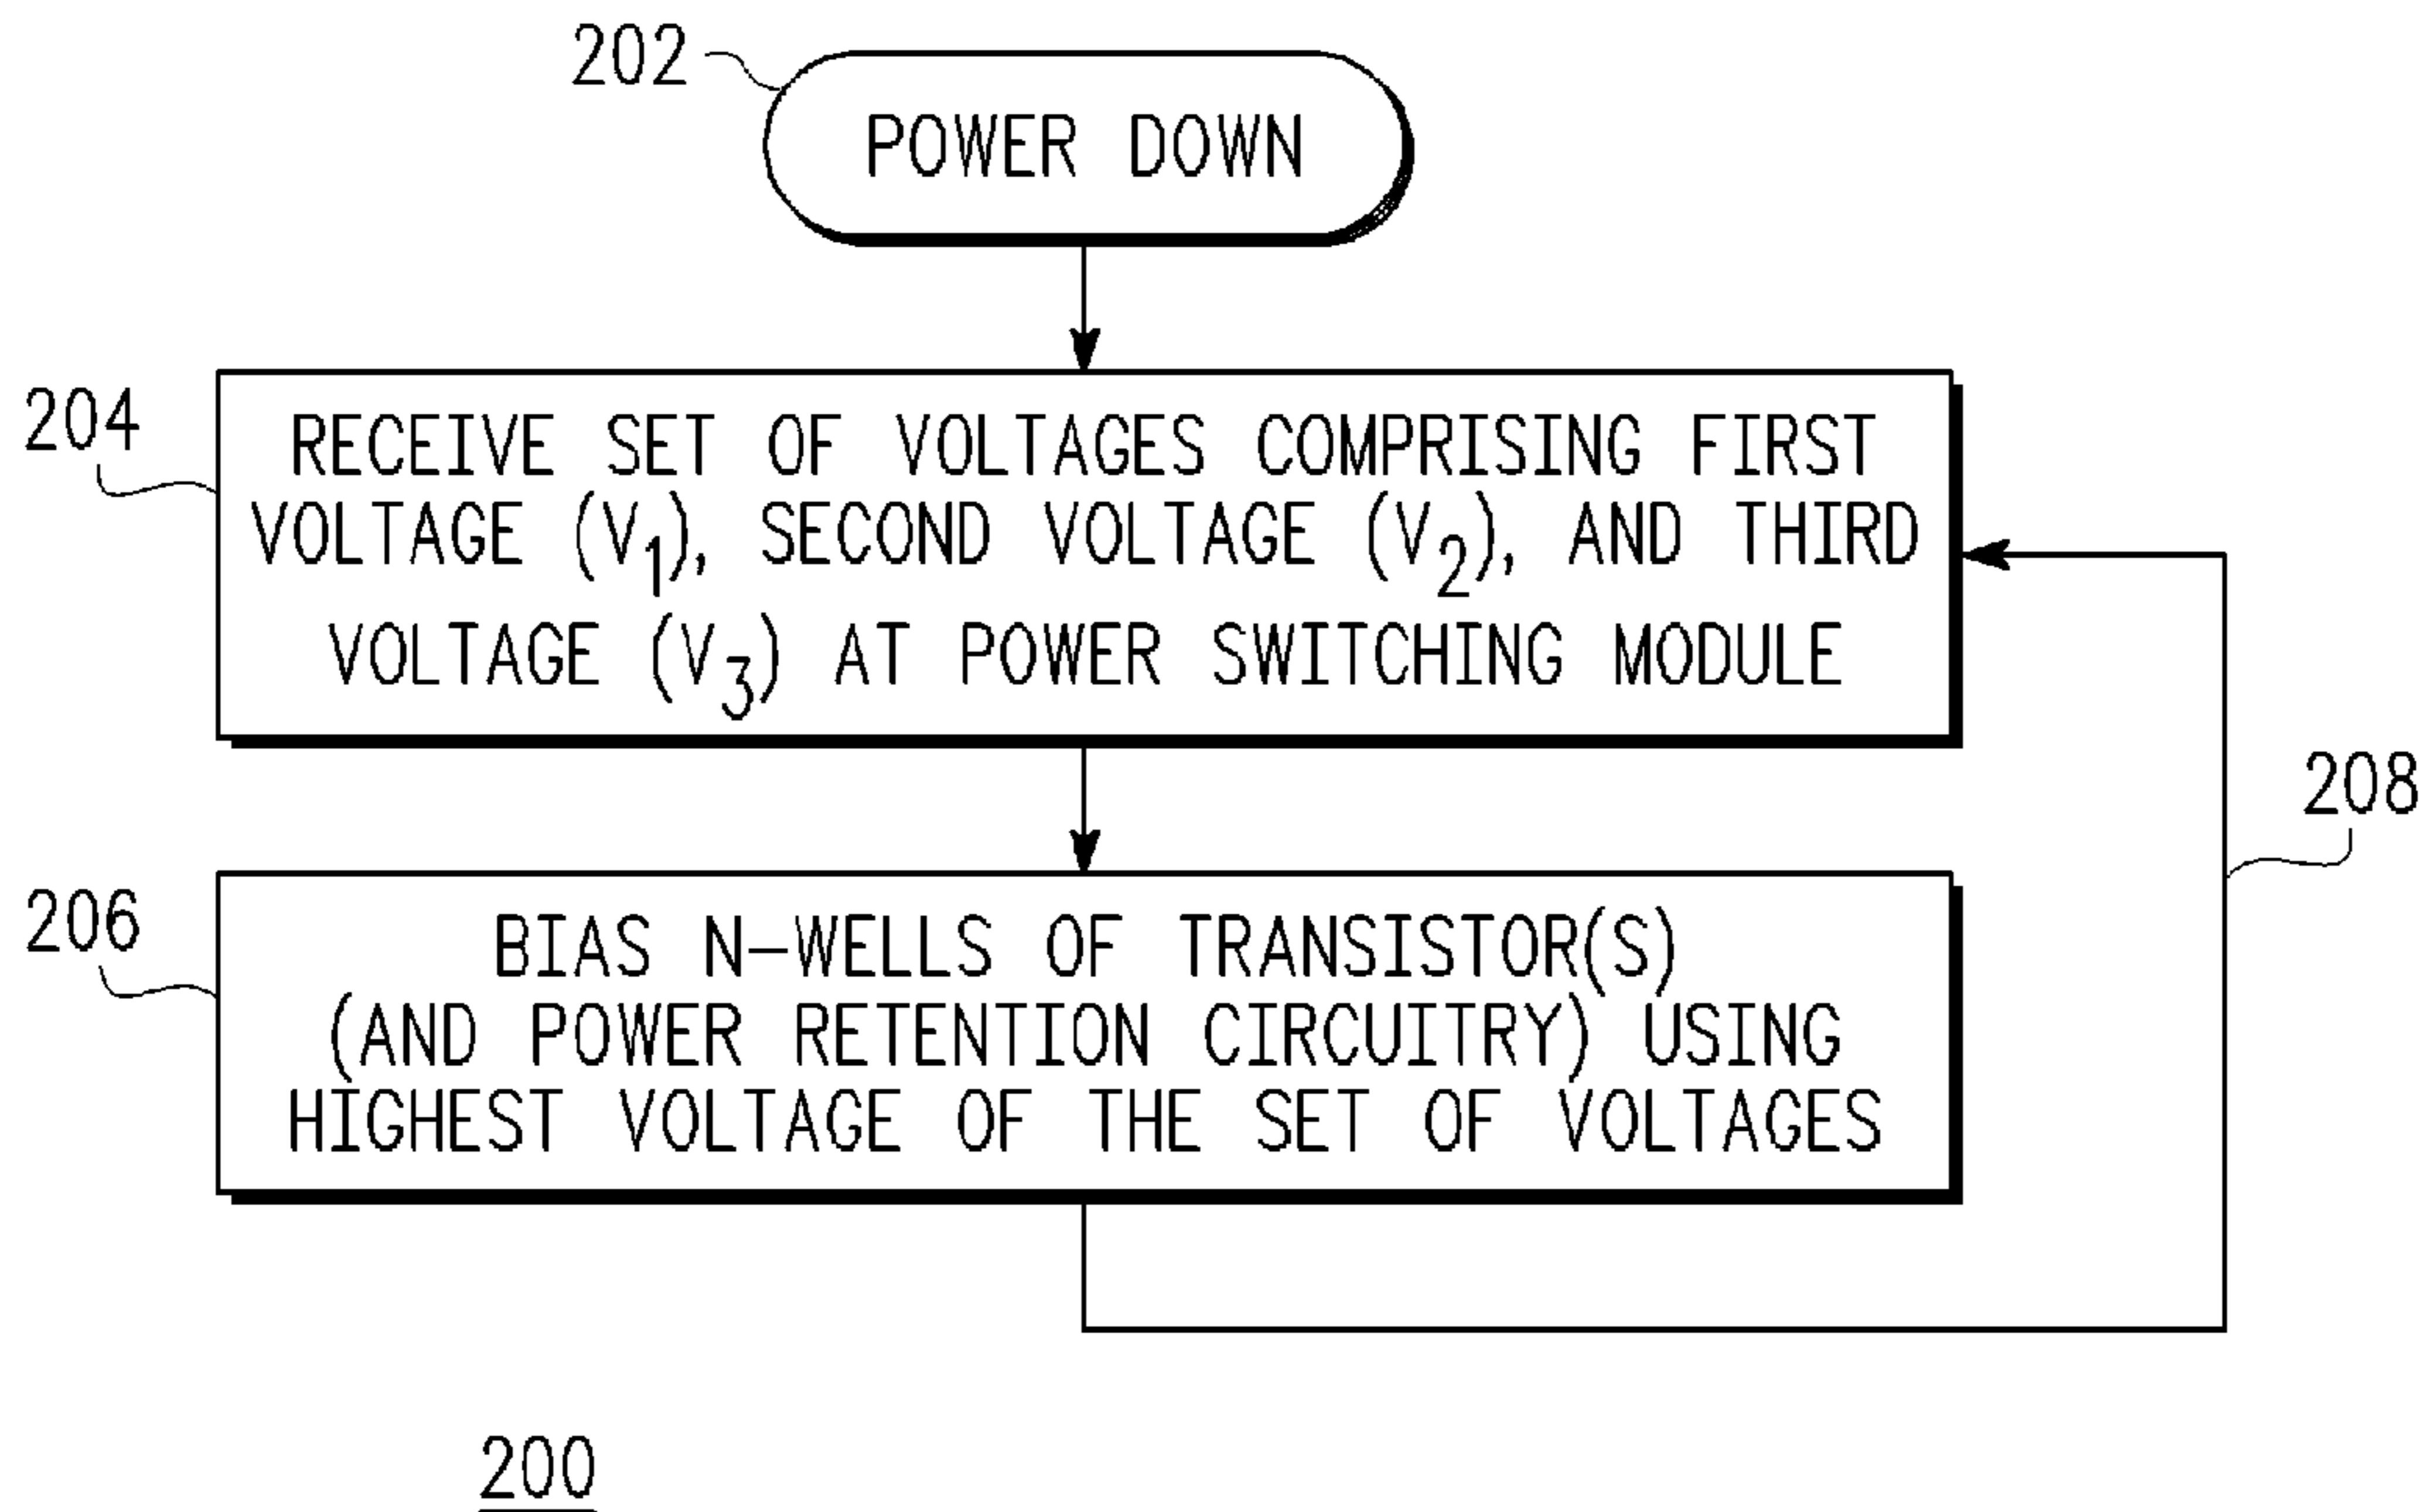 202
POWER DOWN
204
RECEIVE SET OF VOLTAGES COMPRISING FIRST
VOLTAGE (V1), SECOND VOLTAGE (V2), AND THIRD
VOLTAGE (V3) AT POWER SWITCHING MODULE
208
206
BIAS N-WELLS OF TRANSISTOR(S)
(AND POWER RETENTION CIRCUITRY) USING
HIGHEST VOLTAGE OF THE SET OF VOLTAGES
200